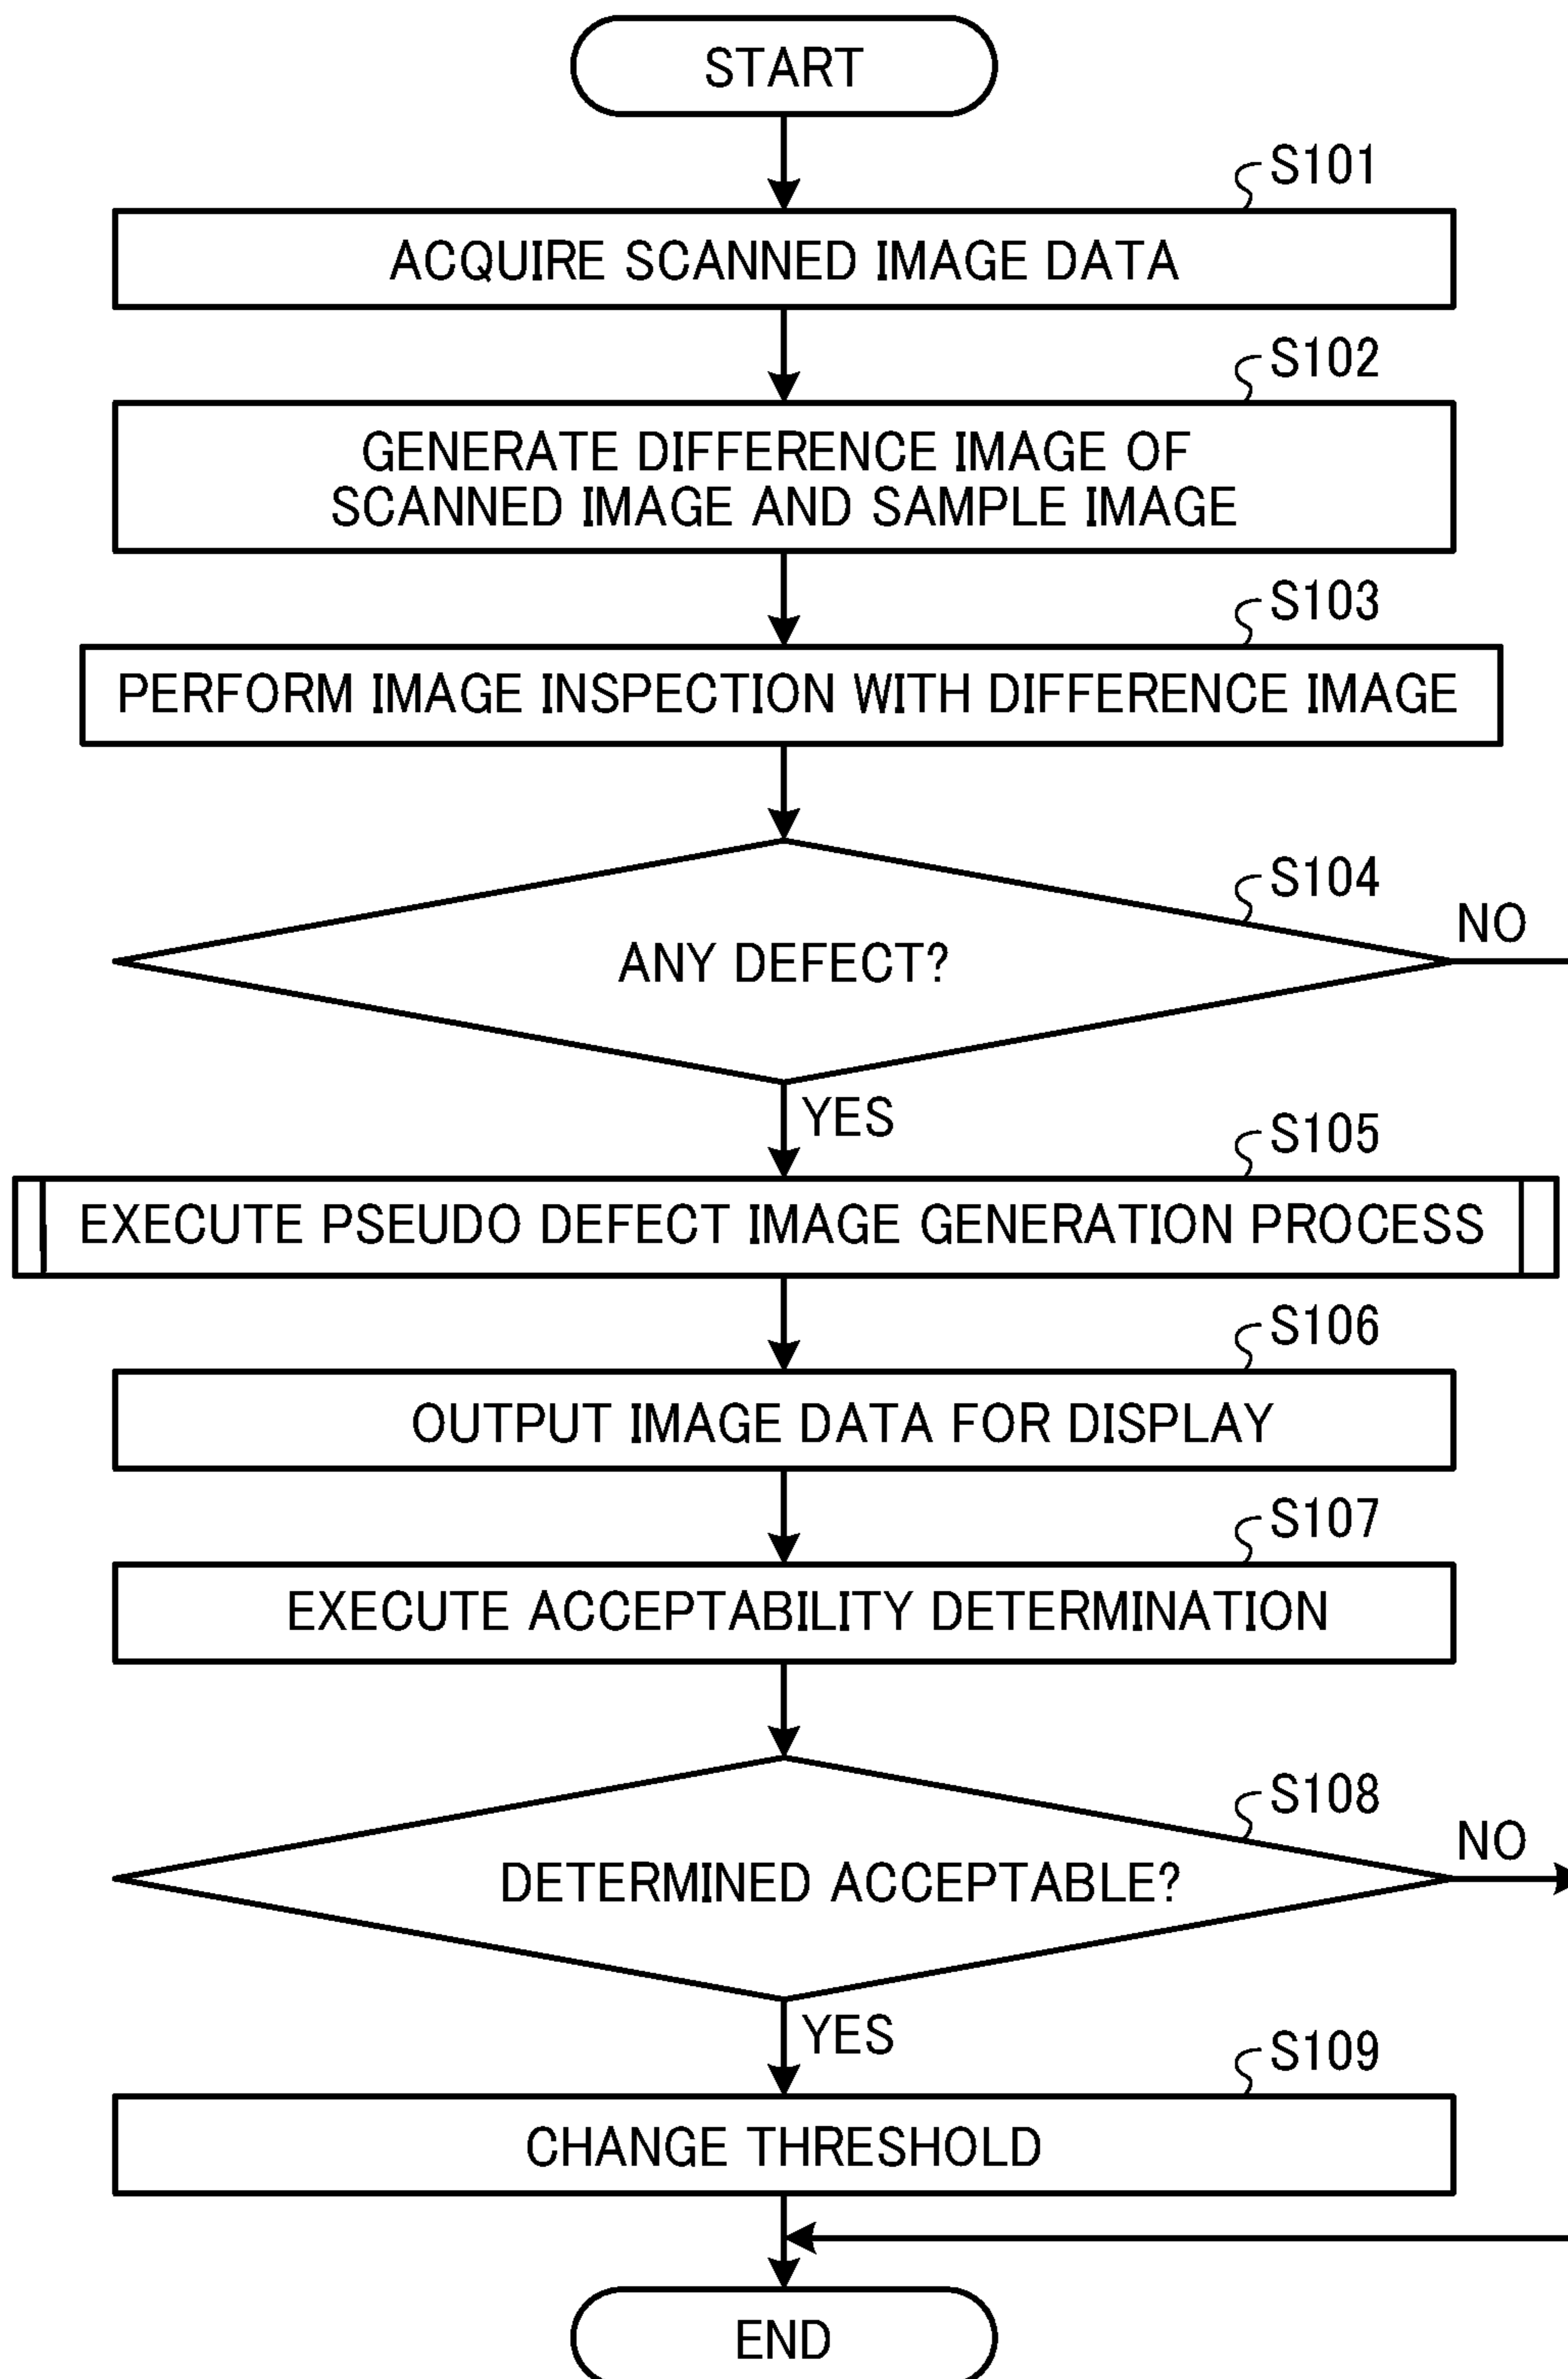 START
S101
ACQUIRE SCANNED IMAGE DATA
S102
GENERATE DIFFERENCE IMAGE OF
SCANNED IMAGE AND SAMPLE IMAGE
S103
PERFORM IMAGE INSPECTION WITH DIFFERENCE IMAGE
S104
NO
ANY DEFECT?
YES
S105
EXECUTE PSEUDO DEFECT IMAGE GENERATION PROCESS
S106
OUTPUT IMAGE DATA FOR DISPLAY
S107
EXECUTE ACCEPTABILITY DETERMINATION
S108
NO
DETERMINED ACCEPTABLE?
YES
S109
CHANGE THRESHOLD
END